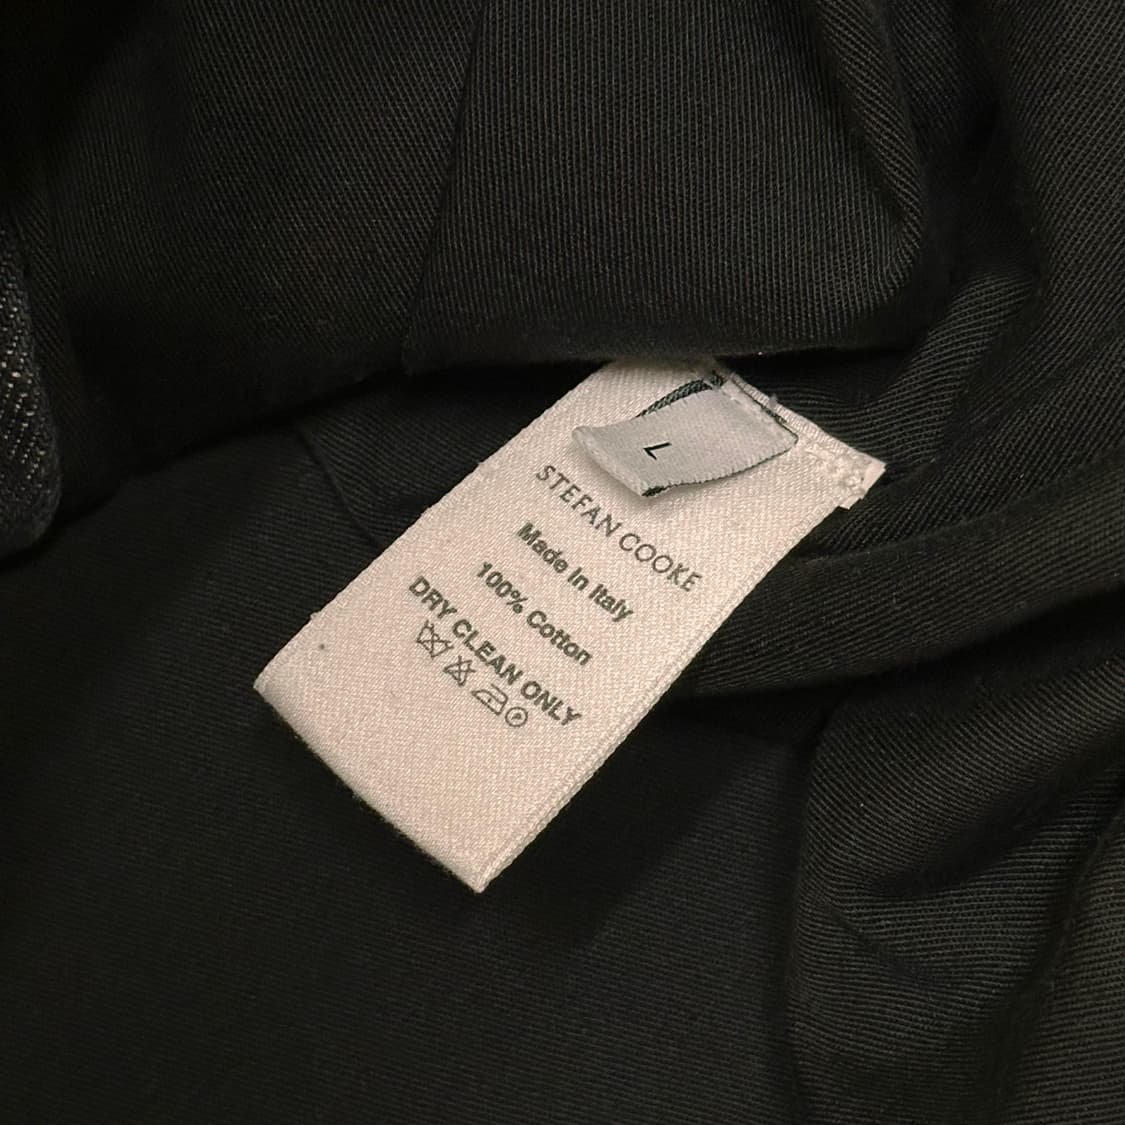 L
STEFAN COOKE
Made In Italy
100% Cotton
DRY CLEAN ONLY